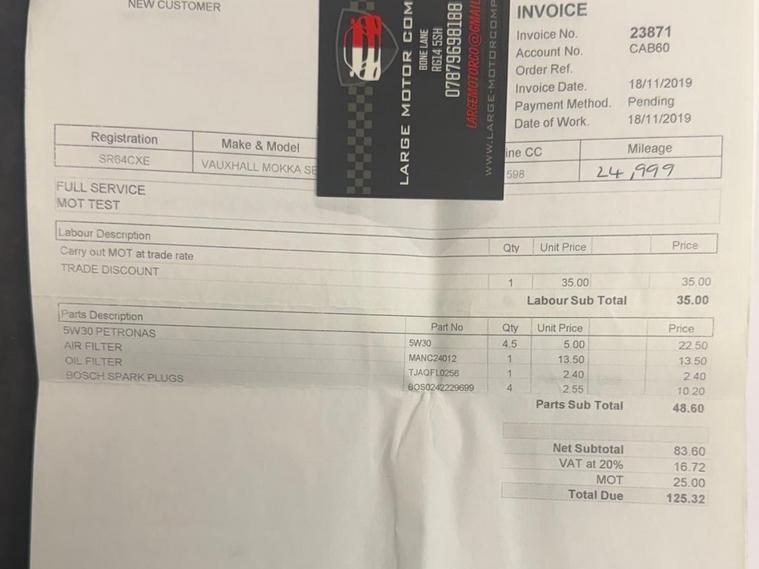 NEW CUSTOMER
LARGE MOTOR COM
BONE LANE
RG14 5SH
07879698188
LARGEMOTORCO@GMAIL
WWW.LARGE-MOTORCOMP
INVOICE
Invoice No. 23871
Account No. CAB60
Order Ref.
Invoice Date. 18/11/2019
Payment Method. Pending
Date of Work. 18/11/2019
Registration Make & Model ine CC Mileage
SR64CXE VAUXHALL MOKKA SE 598 24,999
FULL SERVICE
MOT TEST
Labour Description Qty Unit Price Price
Carry out MOT at trade rate
TRADE DISCOUNT
1 35.00 35.00
Labour Sub Total 35.00
Parts Description Part No Qty Unit Price Price
5W30 PETRONAS 5W30 4.5 5.00 22.50
AIR FILTER MANC24012 1 13.50 13.50
OIL FILTER TJAQFL0256 1 2.40 2.40
BOSCH SPARK PLUGS BOS0242229699 4 2.55 10.20
Parts Sub Total 48.60
Net Subtotal 83.60
VAT at 20% 16.72
MOT 25.00
Total Due 125.32